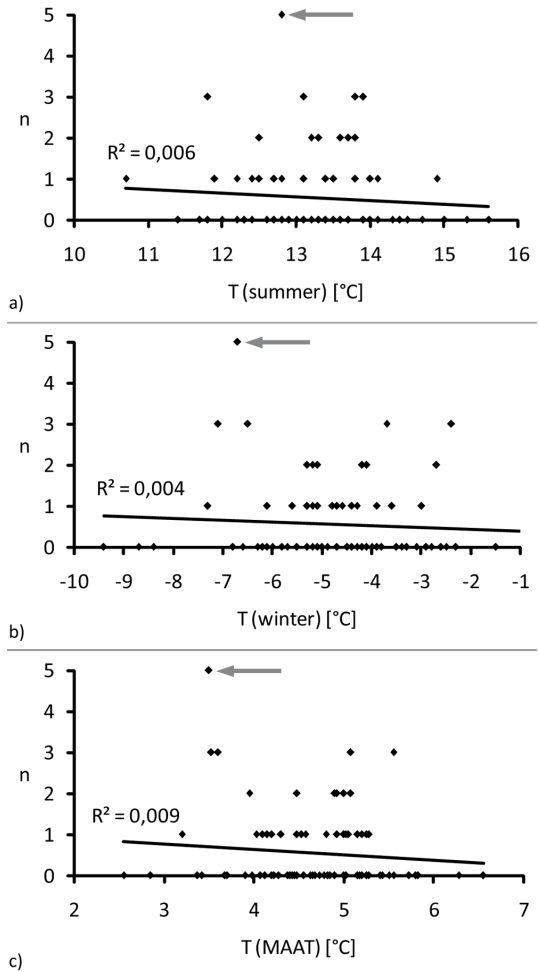 5
4
3
n
2
R² = 0,006
1
0
10 11 12 13 14 15 16
T (summer) [°C]
a)
5
4
3
n
2
R² = 0,004
1
0
-10 -9 -8 -7 -6 -5 -4 -3 -2 -1
T (winter) [°C]
b)
5
4
3
n
2
R² = 0,009
1
0
2 3 4 5 6 7
T (MAAT) [°C]
c)